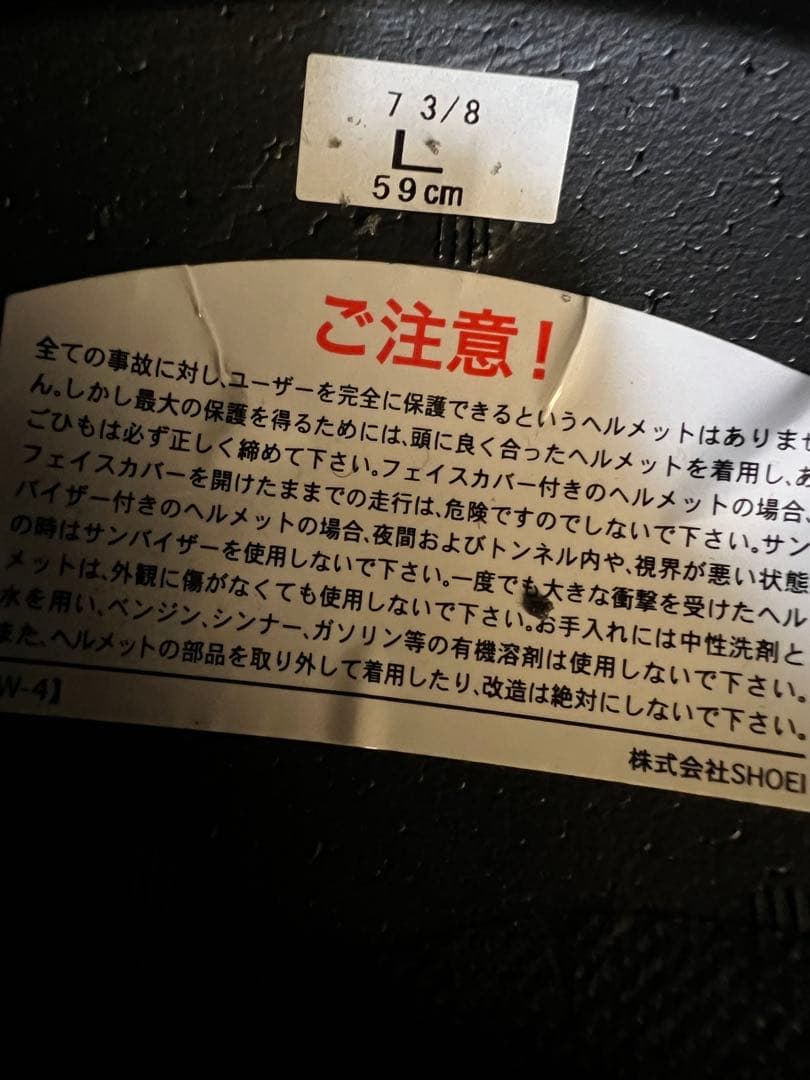 7 3/8
L
59cm
ご注意!
全ての事故に対し、ユーザーを完全に保護できるというヘルメットはありませ
ん。しかし最大の保護を得るためには、頭に良く合ったヘルメットを着用し、あ
ごひもは必ず正しく締めて下さい。フェイスカバー付きのヘルメットの場合、
フェイスカバーを開けたままでの走行は、危険ですのでしないで下さい。サン
バイザー付きのヘルメットの場合、夜間およびトンネル内や、視界が悪い状態
の時はサンバイザーを使用しないで下さい。一度でも大きな衝撃を受けたヘル
メットは、外観に傷がなくても使用しないで下さい。お手入れには中性洗剤と
水を用い、ベンジン、シンナー、ガソリン等の有機溶剤は使用しないで下さい。
また、ヘルメットの部品を取り外して着用したり、改造は絶対にしないで下さい。
W-4】
株式会社SHOEI